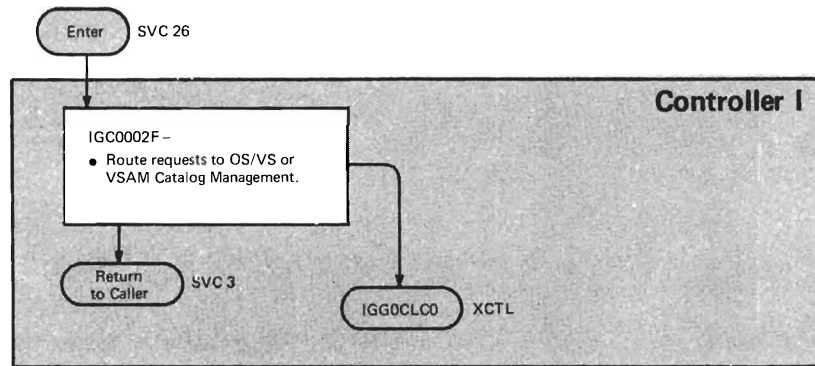 Enter SVC 26
Controller I
IGC0002F –
• Route requests to OS/VS or
VSAM Catalog Management.
Return
to Caller
SVC 3
IGG0CLC0 XCTL